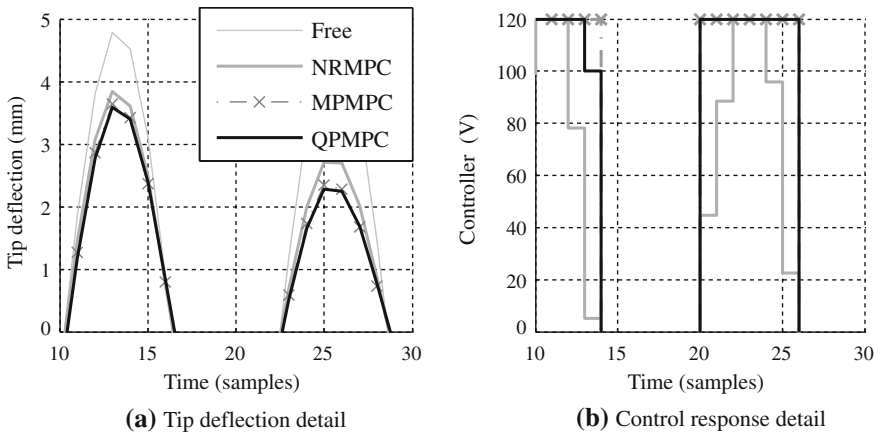 Tip deflection (mm)
5
4
3
2
1
0
10
15
20
25
30
Time (samples)
Free
NRMPC
MPMPC
QPMPC
(a) Tip deflection detail
Controller (V)
120
100
80
60
40
20
0
10
15
20
25
30
Time (samples)
(b) Control response detail